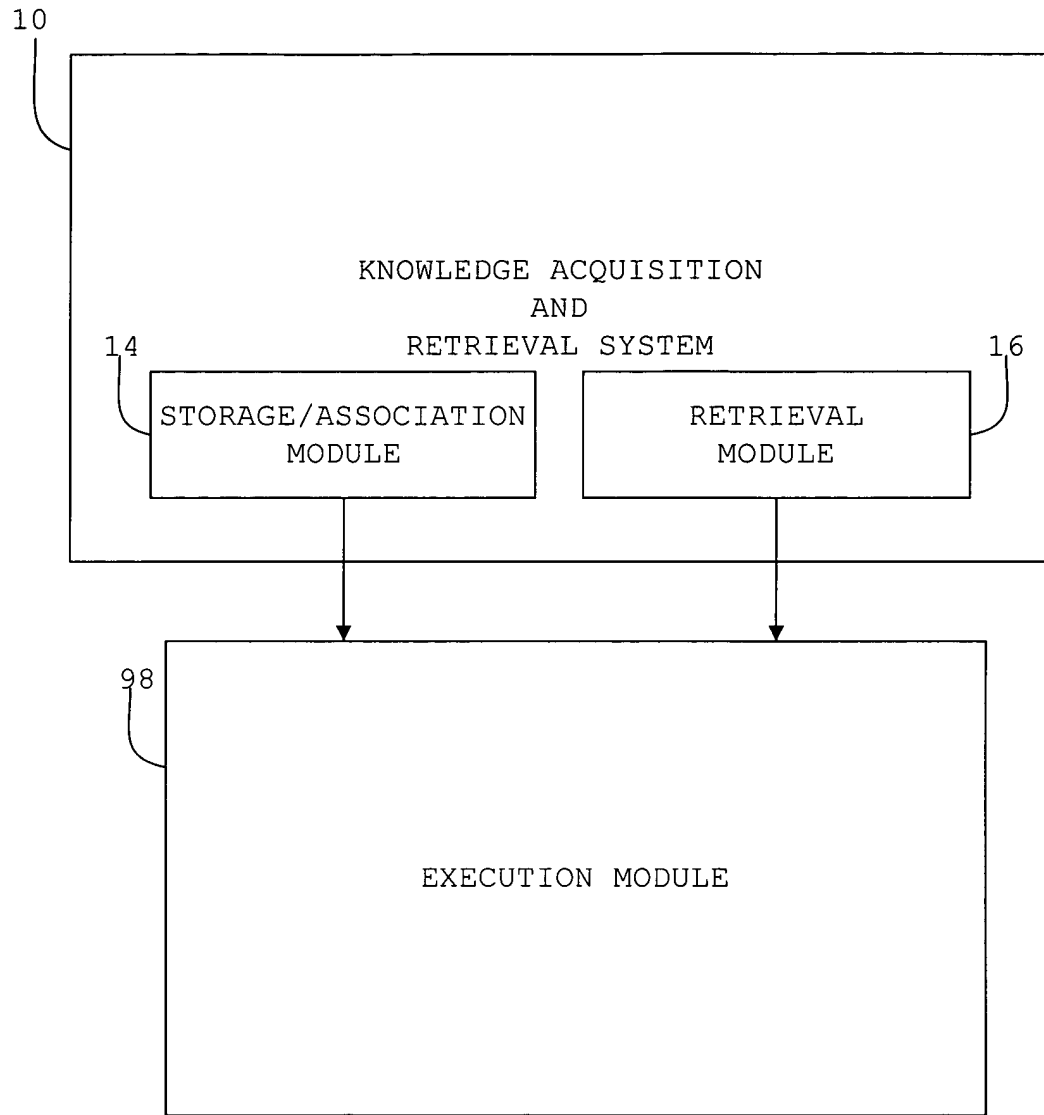 10
KNOWLEDGE ACQUISITION
AND
RETRIEVAL SYSTEM
14
16
STORAGE/ASSOCIATION
MODULE
RETRIEVAL
MODULE
98
EXECUTION MODULE